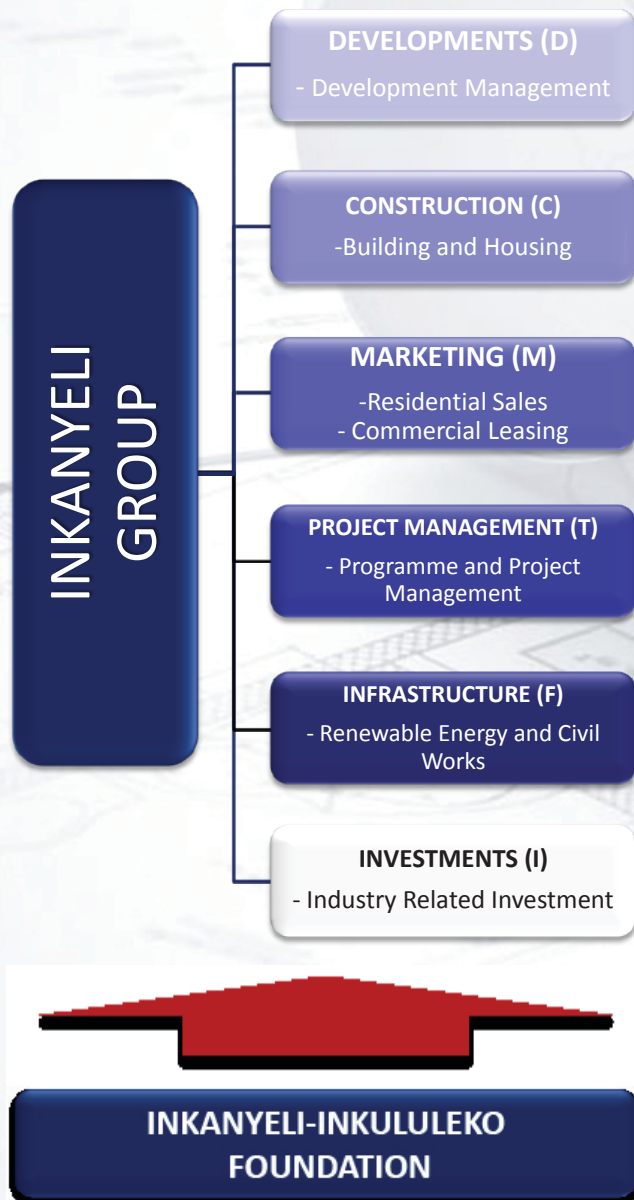 INKANYELI
GROUP
DEVELOPMENTS (D)
- Development Management
CONSTRUCTION (C)
-Building and Housing
MARKETING (M)
-Residential Sales
- Commercial Leasing
PROJECT MANAGEMENT (T)
- Programme and Project
Management
INFRASTRUCTURE (F)
- Renewable Energy and Civil
Works
INVESTMENTS (I)
- Industry Related Investment
INKANYELI-INKULULEKO
FOUNDATION